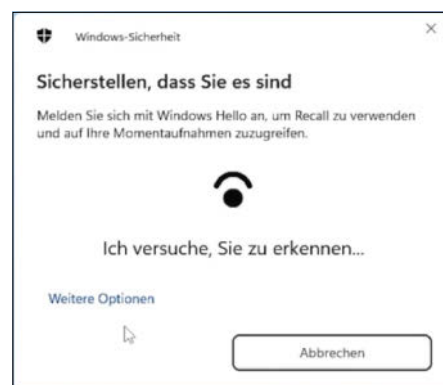 Windows-Sicherheit
Sicherstellen, dass Sie es sind
Melden Sie sich mit Windows Hello an, um Recall zu verwenden
und auf Ihre Momentaufnahmen zuzugreifen.
Ich versuche, Sie zu erkennen...
Weitere Optionen
Abbrechen